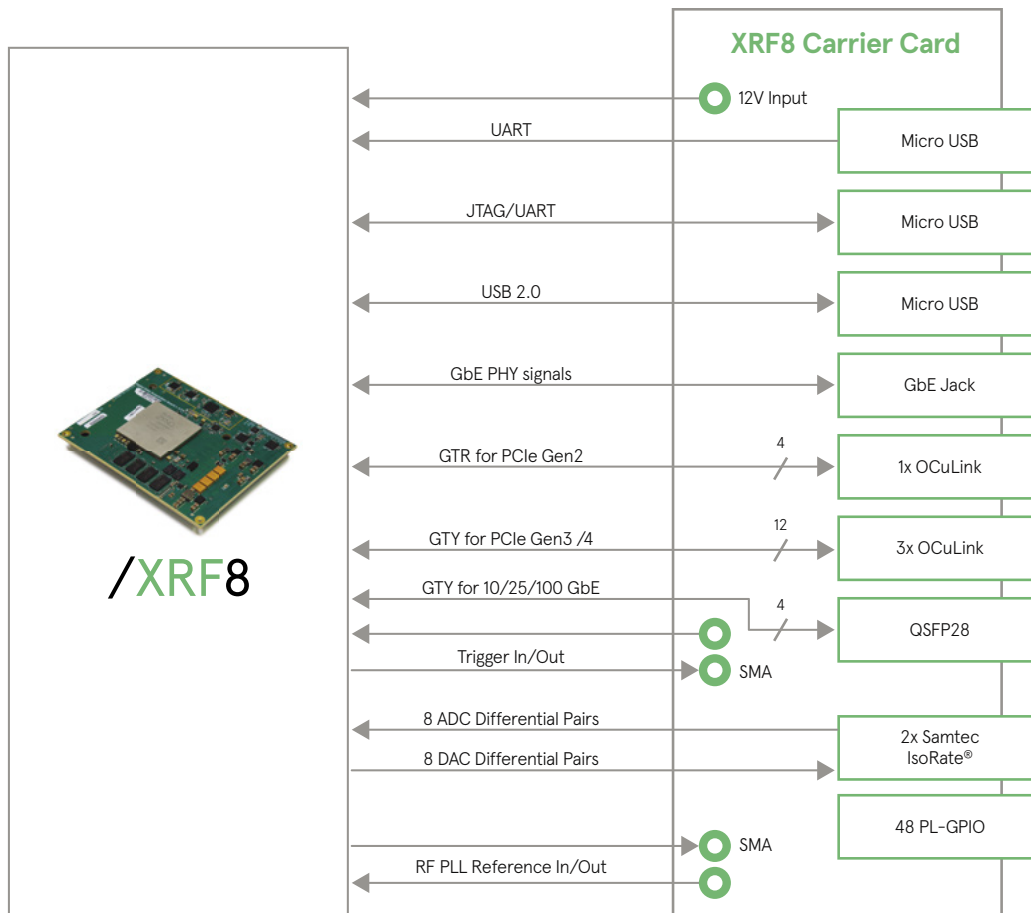 XRF8 Carrier Card
12V Input
UART
Micro USB
JTAG/UART
Micro USB
USB 2.0
Micro USB
GbE PHY signals
GbE Jack
GTR for PCIe Gen2
4
1x OCuLink
GTY for PCIe Gen3 /4
12
3x OCuLink
/XRF8
GTY for 10/25/100 GbE
4
QSFP28
Trigger In/Out
SMA
8 ADC Differential Pairs
2x Samtec
IsoRate®
8 DAC Differential Pairs
48 PL-GPIO
SMA
RF PLL Reference In/Out